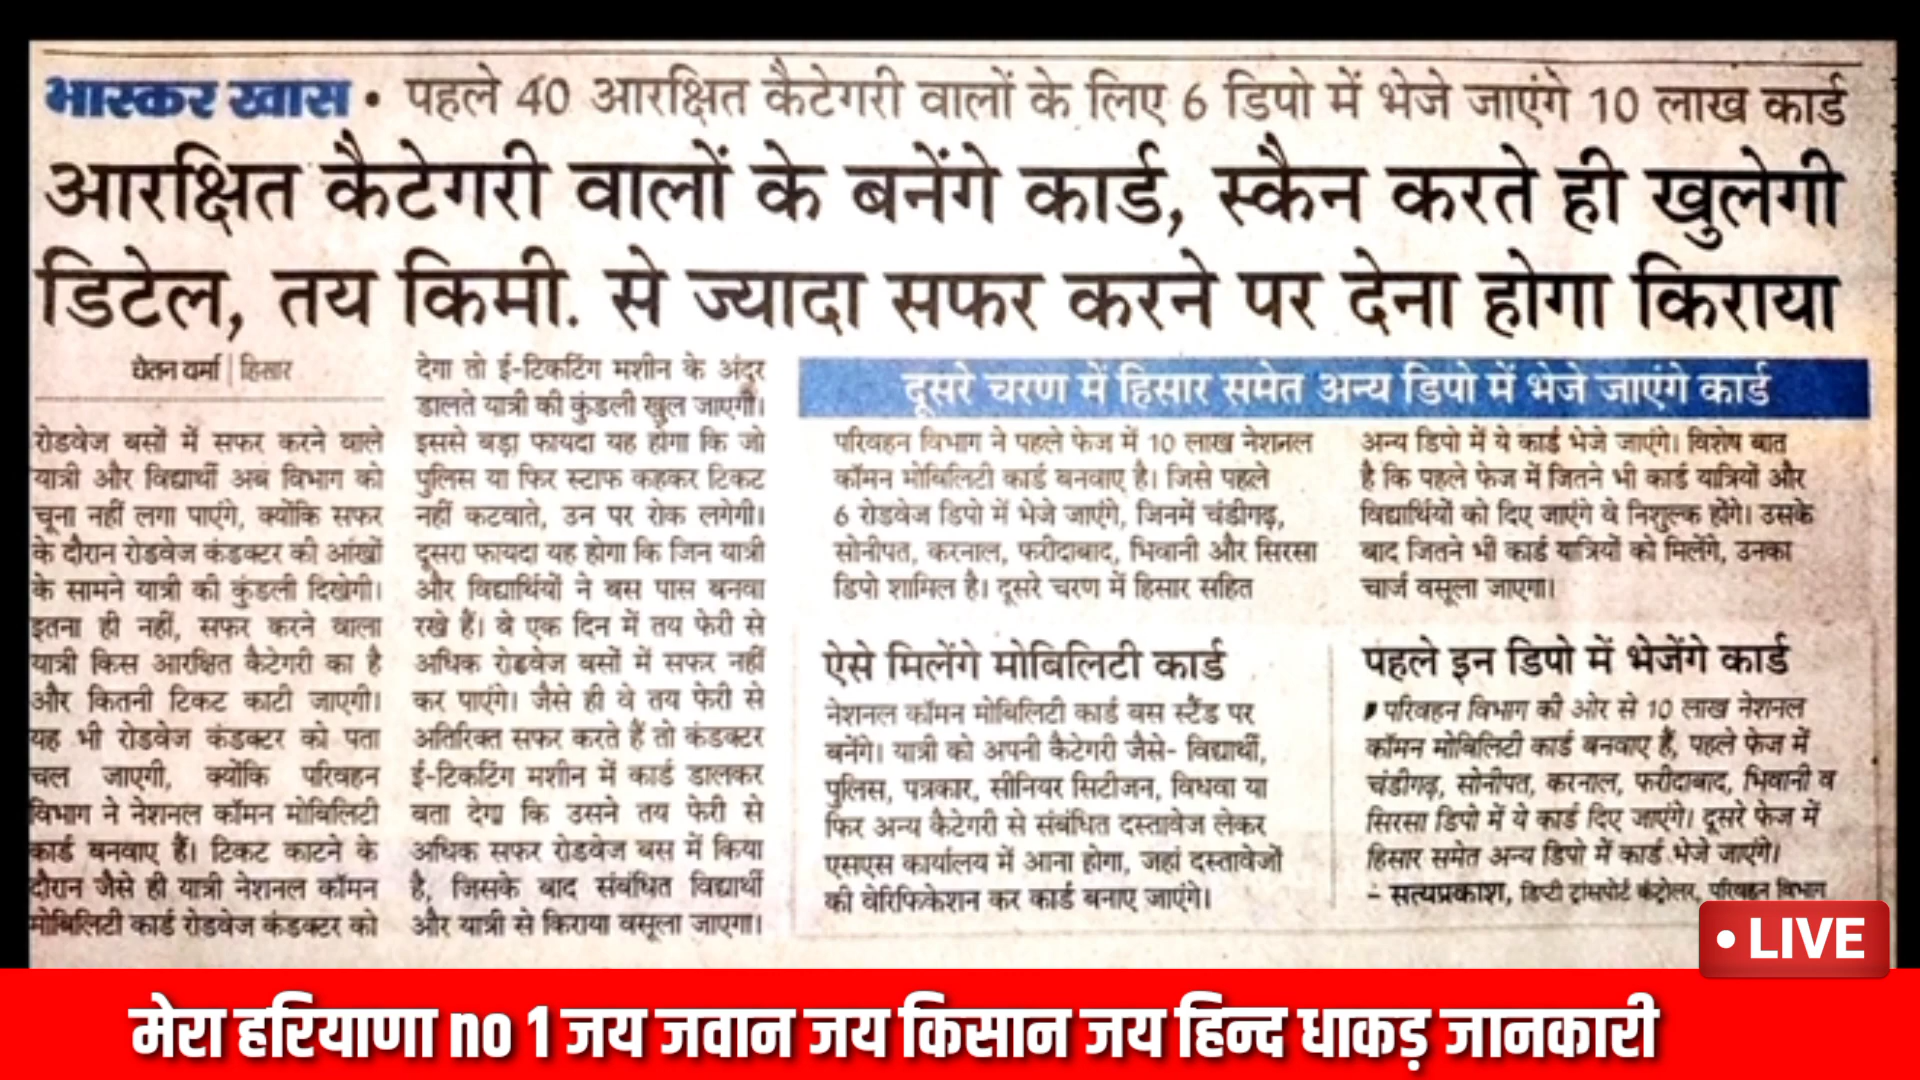 भास्कर खास • पहले 40 आरक्षित कैटेगरी वालों के लिए 6 डिपो में भेजे जाएंगे 10 लाख कार्ड
आरक्षित कैटेगरी वालों के बनेंगे कार्ड, स्कैन करते ही खुलेगी
डिटेल, तय किमी. से ज्यादा सफर करने पर देना होगा किराया
चेतन वर्मा | हिसार
रोडवेज बसों में सफर करने वाले
यात्री और विद्यार्थी अब विभाग को
चूना नहीं लगा पाएंगे, क्योंकि सफर
के दौरान रोडवेज कंडक्टर की आंखों
के सामने यात्री की कुंडली दिखेगी।
इतना ही नहीं, सफर करने वाला
यात्री किस आरक्षित कैटेगरी का है
और कितनी टिकट काटी जाएगी।
यह भी रोडवेज कंडक्टर को पता
चल जाएगी, क्योंकि परिवहन
विभाग ने नेशनल कॉमन मोबिलिटी
कार्ड बनवाए हैं। टिकट काटने के
दौरान जैसे ही यात्री नेशनल कॉमन
मोबिलिटी कार्ड रोडवेज कंडक्टर को
देगा तो ई-टिकटिंग मशीन के अंदर
डालते यात्री की कुंडली खुल जाएगी।
इससे बड़ा फायदा यह होगा कि जो
पुलिस या फिर स्टाफ कहकर टिकट
नहीं कटवाते, उन पर रोक लगेगी।
दूसरा फायदा यह होगा कि जिन यात्री
और विद्यार्थियों ने बस पास बनवा
रखे हैं। वे एक दिन में तय फेरी से
अधिक रोडवेज बसों में सफर नहीं
कर पाएंगे। जैसे ही वे तय फेरी से
अतिरिक्त सफर करते हैं तो कंडक्टर
ई-टिकटिंग मशीन में कार्ड डालकर
बता देगा कि उसने तय फेरी से
अधिक सफर रोडवेज बस में किया
है, जिसके बाद संबंधित विद्यार्थी
और यात्री से किराया वसूला जाएगा।
दूसरे चरण में हिसार समेत अन्य डिपो में भेजे जाएंगे कार्ड
परिवहन विभाग ने पहले फेज में 10 लाख नेशनल
कॉमन मोबिलिटी कार्ड बनवाए है। जिसे पहले
6 रोडवेज डिपो में भेजे जाएंगे, जिनमें चंडीगढ़,
सोनीपत, करनाल, फरीदाबाद, भिवानी और सिरसा
डिपो शामिल है। दूसरे चरण में हिसार सहित
अन्य डिपो में ये कार्ड भेजे जाएंगे। विशेष बात
है कि पहले फेज में जितने भी कार्ड यात्रियों और
विद्यार्थियों को दिए जाएंगे वे निशुल्क होंगे। उसके
बाद जितने भी कार्ड यात्रियों को मिलेंगे, उनका
चार्ज वसूला जाएगा।
ऐसे मिलेंगे मोबिलिटी कार्ड
नेशनल कॉमन मोबिलिटी कार्ड बस स्टैंड पर
बनेंगे। यात्री को अपनी कैटेगरी जैसे- विद्यार्थी,
पुलिस, पत्रकार, सीनियर सिटीजन, विधवा या
फिर अन्य कैटेगरी से संबंधित दस्तावेज लेकर
एसएस कार्यालय में आना होगा, जहां दस्तावेजों
की वेरिफिकेशन कर कार्ड बनाए जाएंगे।
पहले इन डिपो में भेजेंगे कार्ड
परिवहन विभाग की ओर से 10 लाख नेशनल
कॉमन मोबिलिटी कार्ड बनवाए हैं, पहले फेज में
चंडीगढ़, सोनीपत, करनाल, फरीदाबाद, भिवानी व
सिरसा डिपो में ये कार्ड दिए जाएंगे। दूसरे फेज में
हिसार समेत अन्य डिपो में कार्ड भेजे जाएंगे।
- सत्यप्रकाश, डिप्टी ट्रांसपोर्ट कंट्रोलर, परिवहन विभाग
• LIVE
मेरा हरियाणा no 1 जय जवान जय किसान जय हिन्द धाकड़ जानकारी